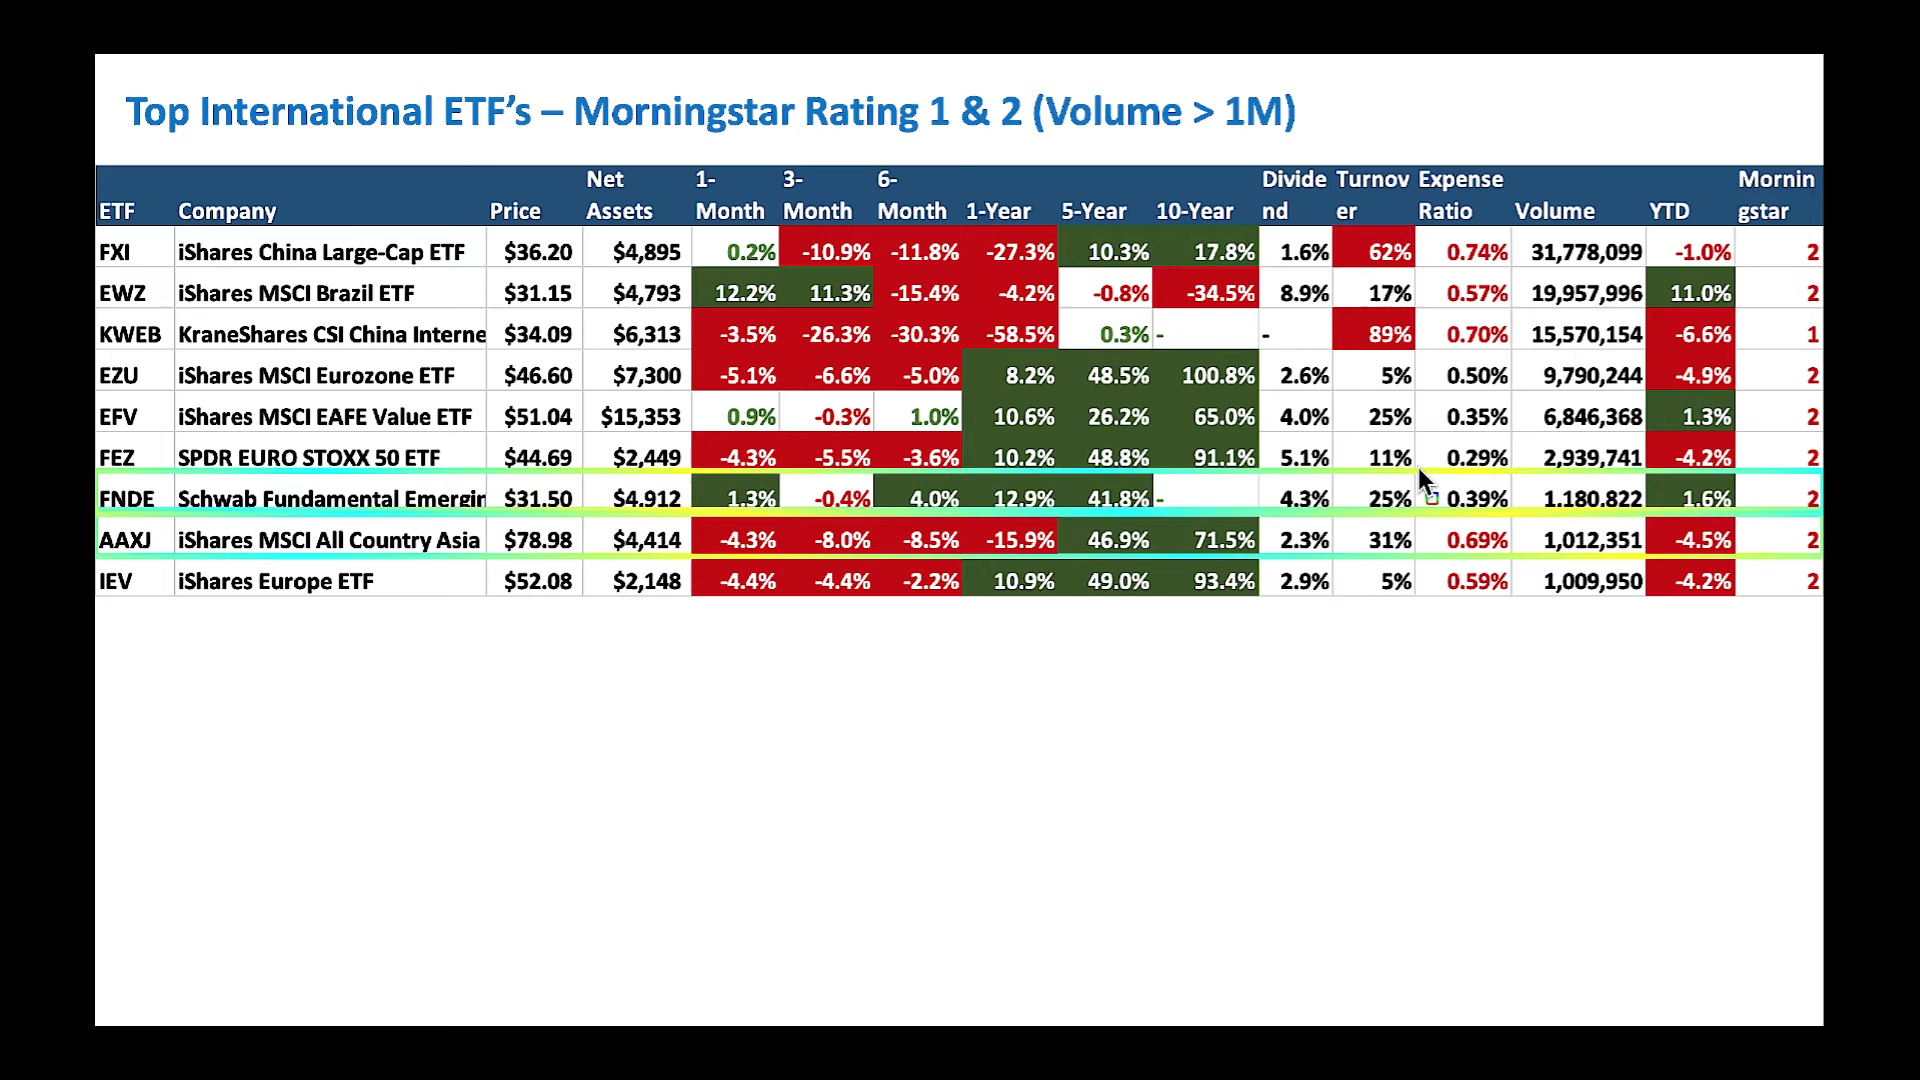 Top International ETF's – Morningstar Rating 1 & 2 (Volume > 1M)
ETF Company Price Net Assets 1-Month 3-Month 6-Month 1-Year 5-Year 10-Year Dividend Turnover Expense Ratio Volume YTD Morningstar
FXI iShares China Large-Cap ETF $36.20 $4,895 0.2% -10.9% -11.8% -27.3% 10.3% 17.8% 1.6% 62% 0.74% 31,778,099 -1.0% 2
EWZ iShares MSCI Brazil ETF $31.15 $4,793 12.2% 11.3% -15.4% -4.2% -0.8% -34.5% 8.9% 17% 0.57% 19,957,996 11.0% 2
KWEB KraneShares CSI China Interne $34.09 $6,313 -3.5% -26.3% -30.3% -58.5% 0.3% - - 89% 0.70% 15,570,154 -6.6% 1
EZU iShares MSCI Eurozone ETF $46.60 $7,300 -5.1% -6.6% -5.0% 8.2% 48.5% 100.8% 2.6% 5% 0.50% 9,790,244 -4.9% 2
EFV iShares MSCI EAFE Value ETF $51.04 $15,353 0.9% -0.3% 1.0% 10.6% 26.2% 65.0% 4.0% 25% 0.35% 6,846,368 1.3% 2
FEZ SPDR EURO STOXX 50 ETF $44.69 $2,449 -4.3% -5.5% -3.6% 10.2% 48.8% 91.1% 5.1% 11% 0.29% 2,939,741 -4.2% 2
FNDE Schwab Fundamental Emergin $31.50 $4,912 1.3% -0.4% 4.0% 12.9% 41.8% - 4.3% 25% 0.39% 1,180,822 1.6% 2
AAXJ iShares MSCI All Country Asia $78.98 $4,414 -4.3% -8.0% -8.5% -15.9% 46.9% 71.5% 2.3% 31% 0.69% 1,012,351 -4.5% 2
IEV iShares Europe ETF $52.08 $2,148 -4.4% -4.4% -2.2% 10.9% 49.0% 93.4% 2.9% 5% 0.59% 1,009,950 -4.2% 2